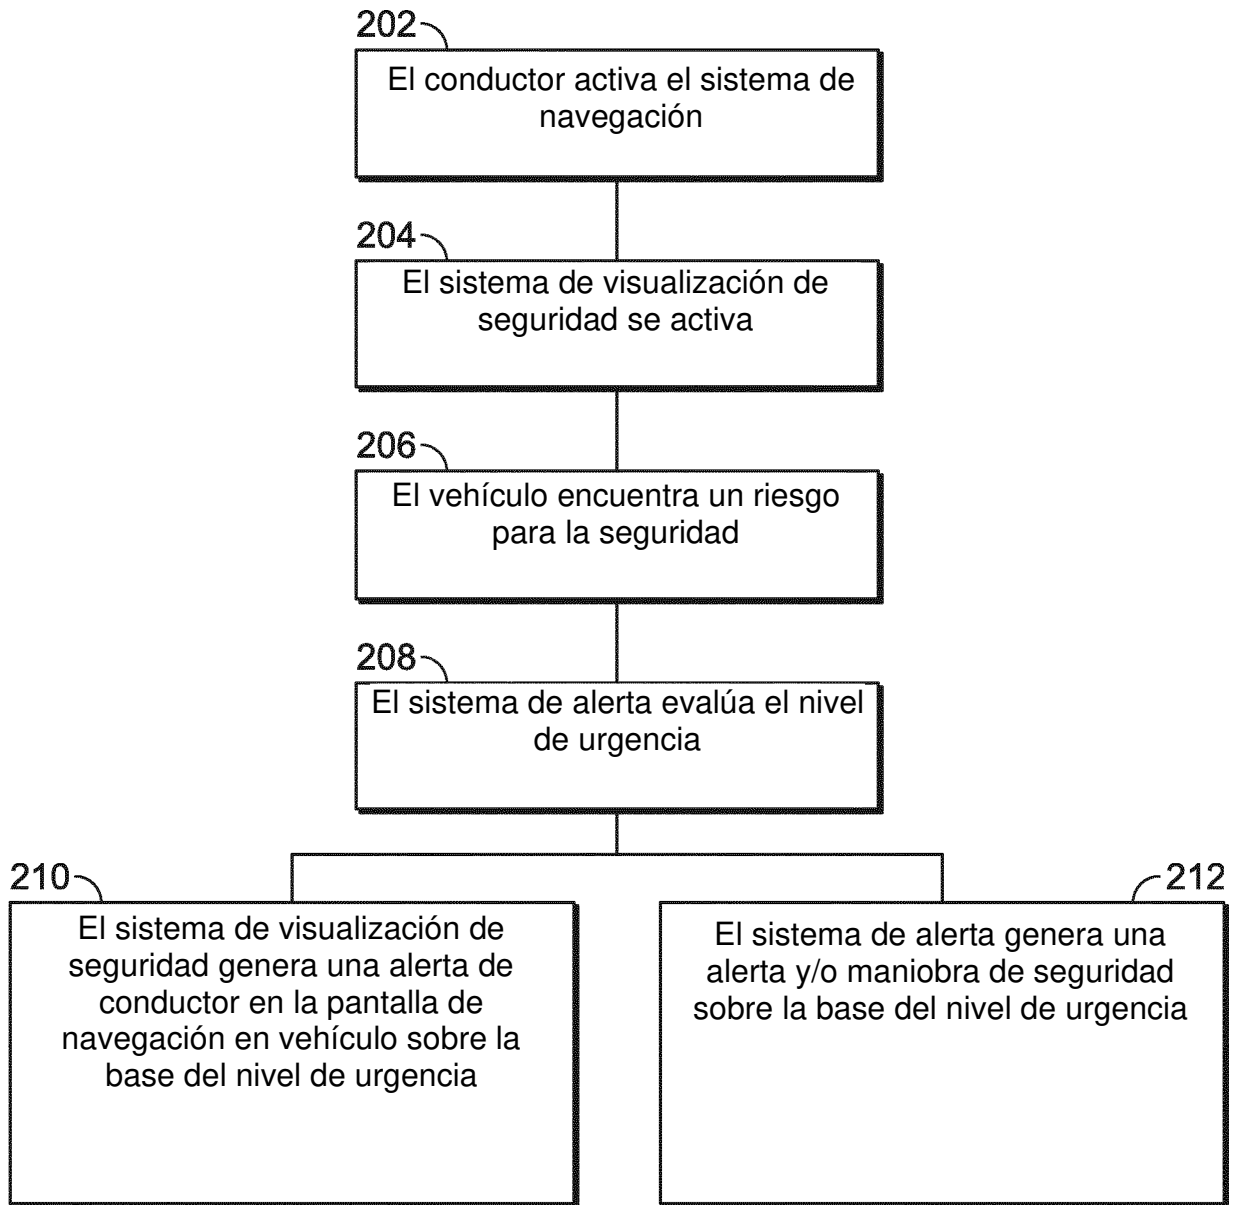 202
El conductor activa el sistema de
navegación
204
El sistema de visualización de
seguridad se activa
206
El vehículo encuentra un riesgo
para la seguridad
208
El sistema de alerta evalúa el nivel
de urgencia
210
El sistema de visualización de
seguridad genera una alerta de
conductor en la pantalla de
navegación en vehículo sobre la
base del nivel de urgencia
212
El sistema de alerta genera una
alerta y/o maniobra de seguridad
sobre la base del nivel de urgencia